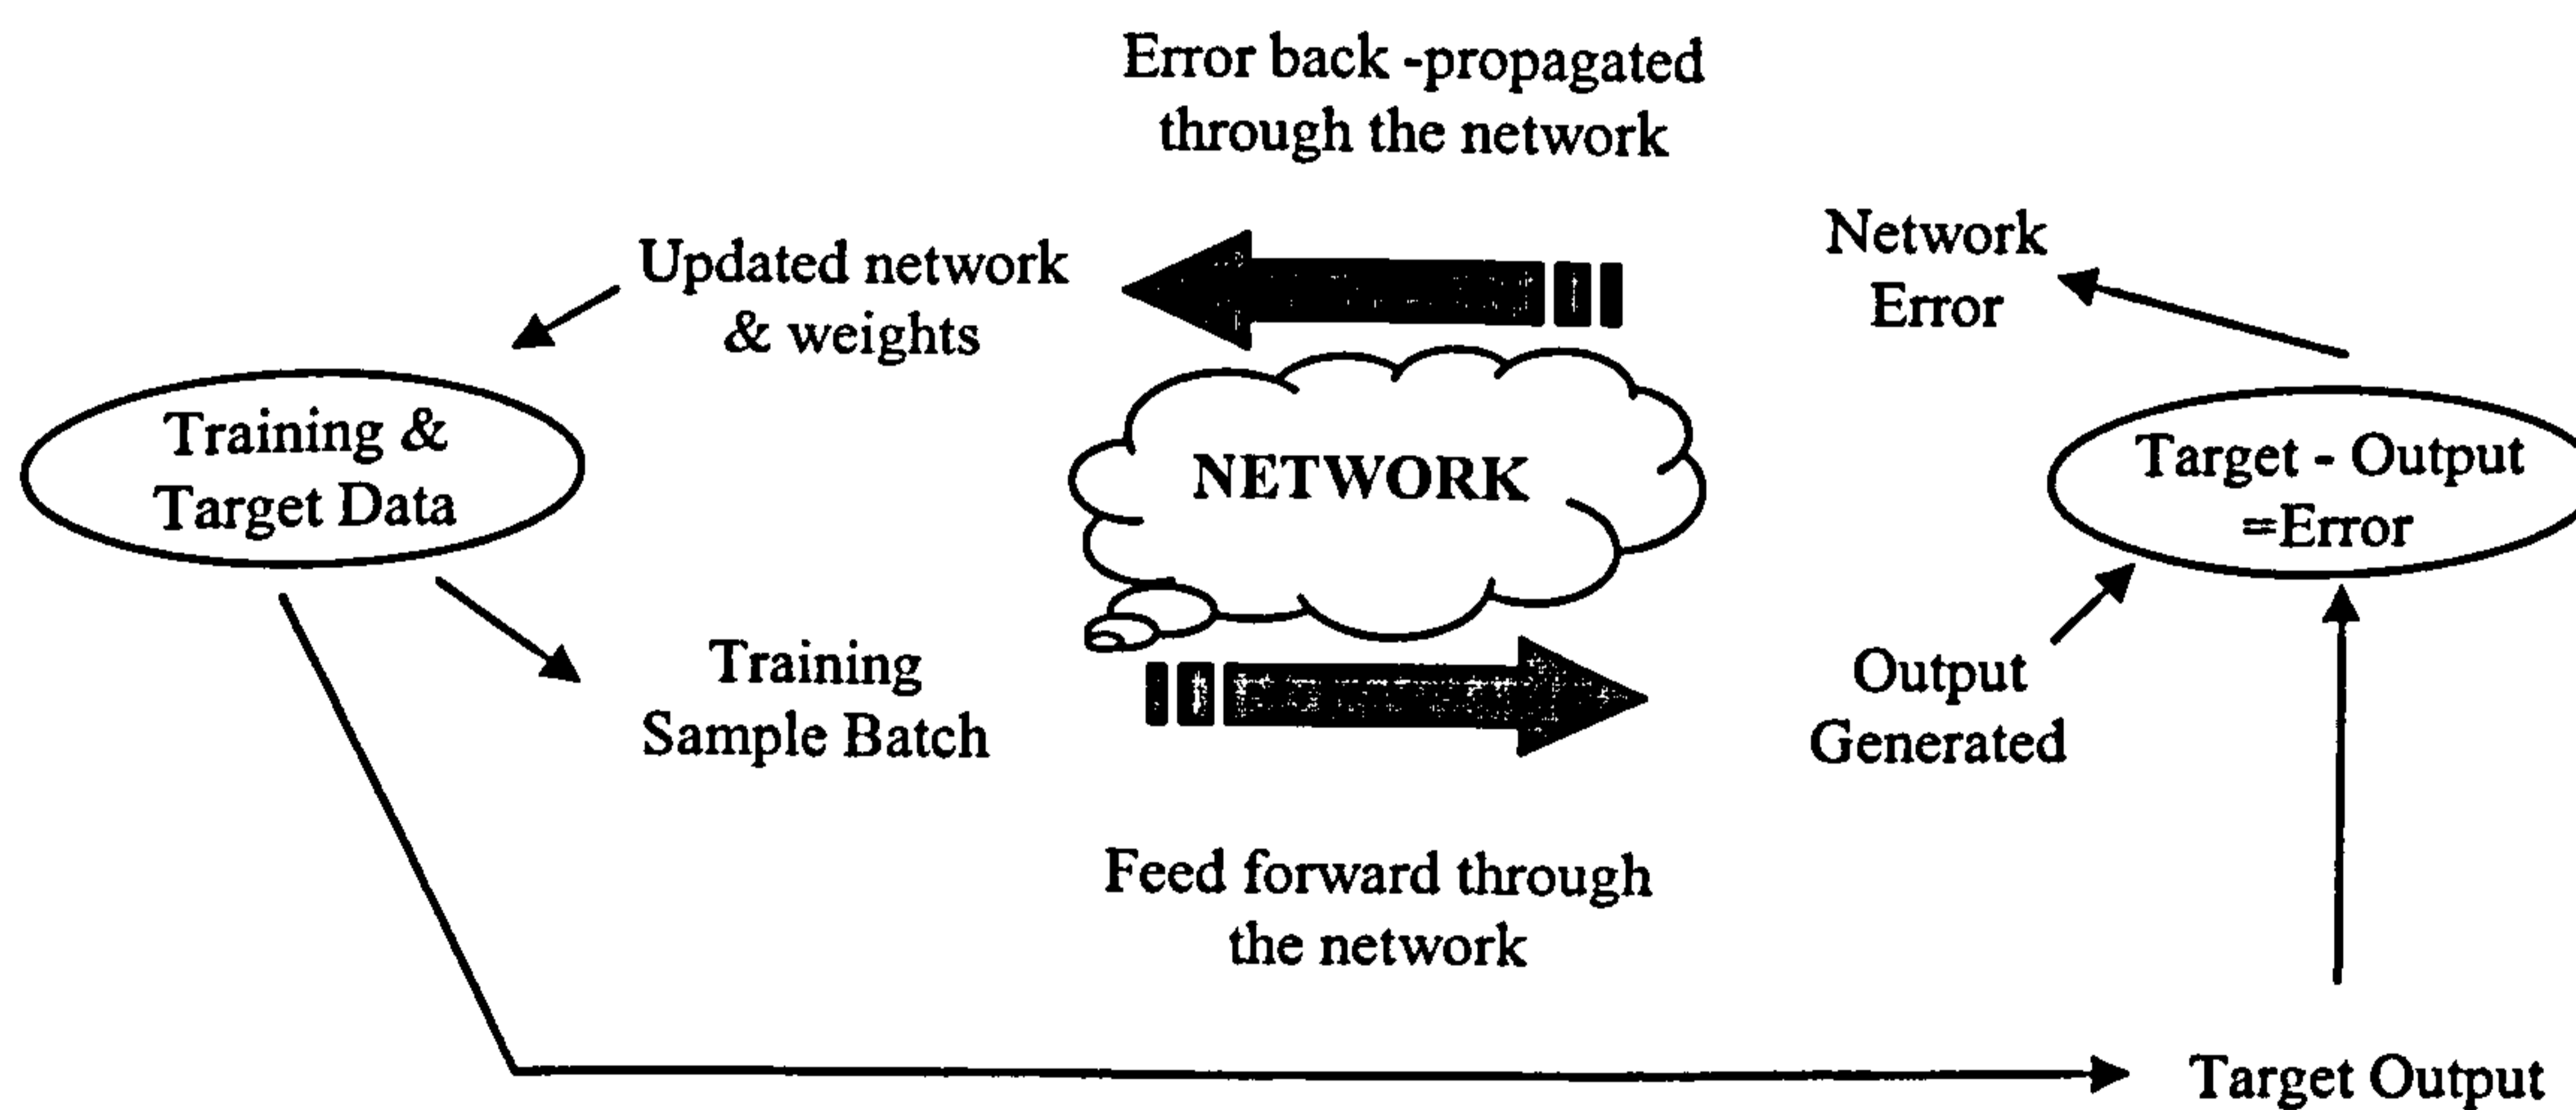 Error back -propagated
through the network
Updated network
& weights
Network
Error
Training &
Target Data
NETWORK
Target - Output
=Error
Training
Sample Batch
Output
Generated
Feed forward through
the network
Target Output